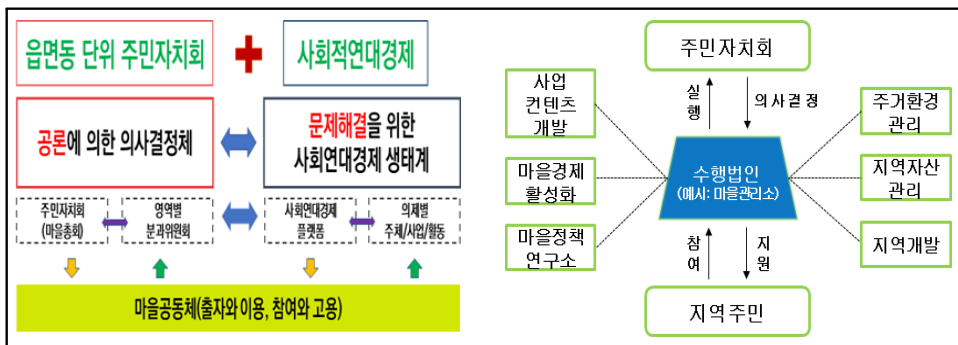 읍면동 단위 주민자치회
사회적연대경제
공론에 의한 의사결정체
문제해결을 위한
사회연대경제 생태계
주민자치회
(마을총회)
영역별
분과위원회
사회연대경제
플랫폼
의제별
주체/사업/활동
마을공동체(출자와 이용, 참여와 고용)
주민자치회
실행
의사결정
사업
컨텐츠
개발
마을경제
활성화
마을정책
연구소
수행법인
(예시: 마을관리소)
주거환경
관리
지역자산
관리
지역개발
참여
지원
지역주민